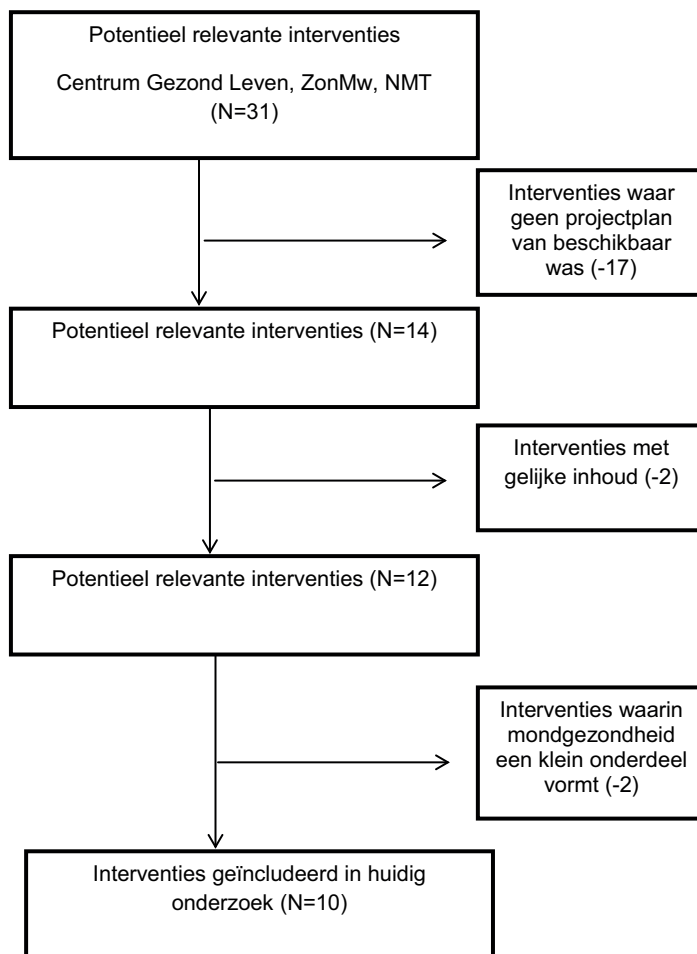 Potentieel relevante interventies
Centrum Gezond Leven, ZonMw, NMT
(N=31)
Interventies waar
geen projectplan
van beschikbaar
was (-17)
Potentieel relevante interventies (N=14)
Interventies met
gelijke inhoud (-2)
Potentieel relevante interventies (N=12)
Interventies waarin
mondgezondheid
een klein onderdeel
vormt (-2)
Interventies geïncludeerd in huidig
onderzoek (N=10)